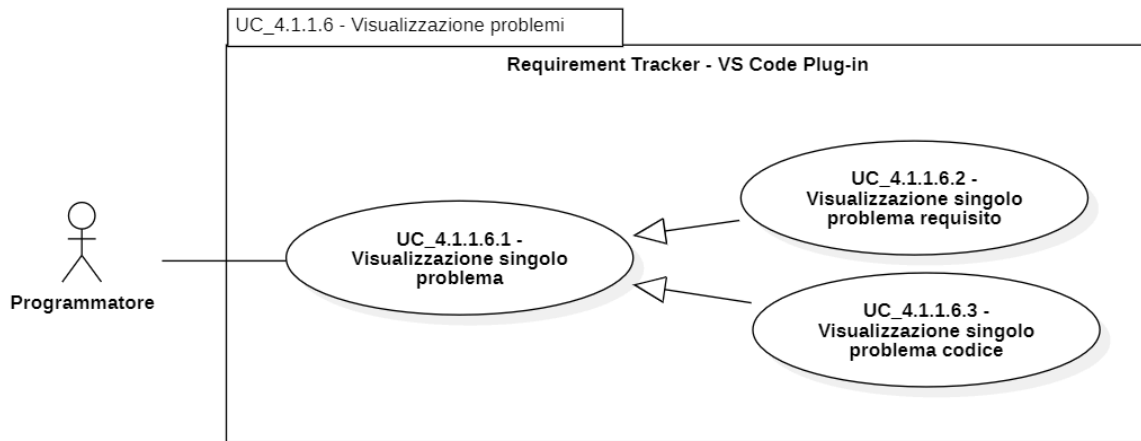 UC_4.1.1.6 - Visualizzazione problemi
Requirement Tracker - VS Code Plug-in
UC_4.1.1.6.2 -
Visualizzazione singolo
problema requisito
UC_4.1.1.6.1 -
Visualizzazione singolo
problema
Programmatore
UC_4.1.1.6.3 -
Visualizzazione singolo
problema codice